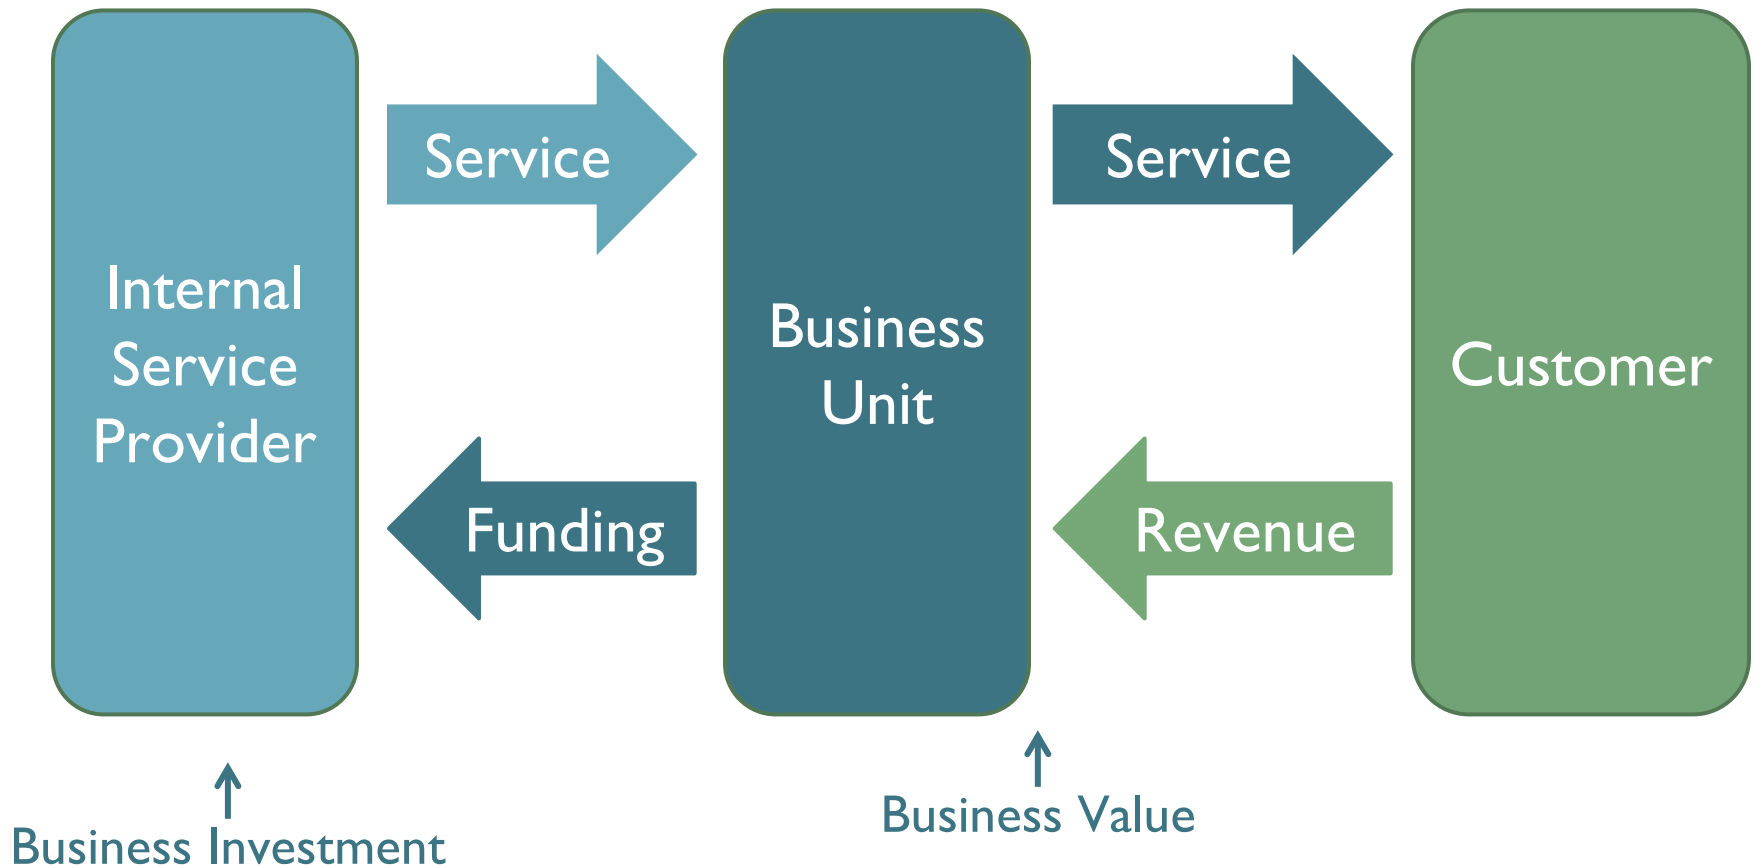 Internal
Service
Provider
Service
Funding
Business
Unit
Service
Revenue
Customer
Business Investment
Business Value